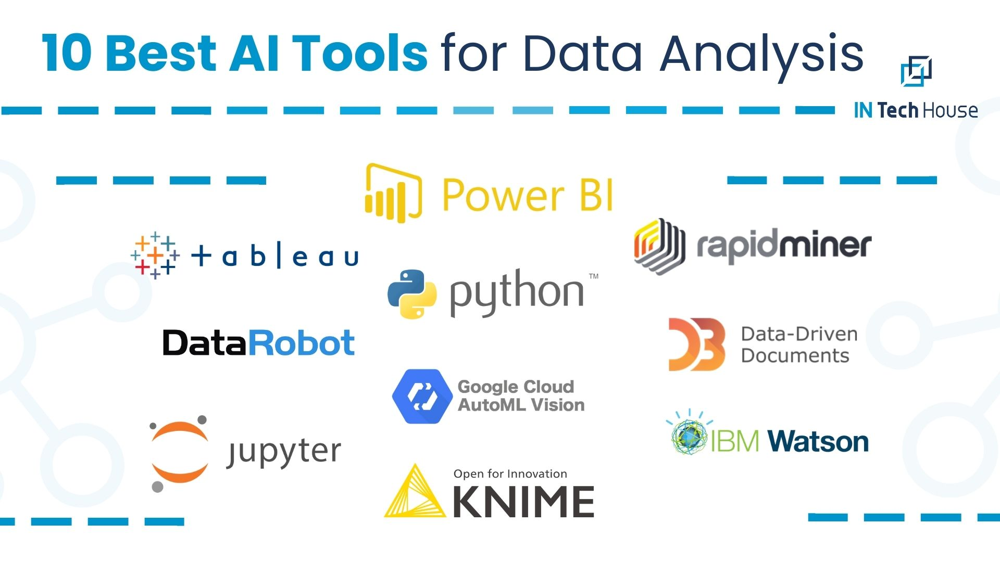 10 Best AI Tools for Data Analysis
IN Tech House
Power BI
+ableau
rapidminer
python™
DataRobot
Data-Driven
Documents
Google Cloud
AutoML Vision
jupyter
IBM Watson
Open for Innovation
KNIME